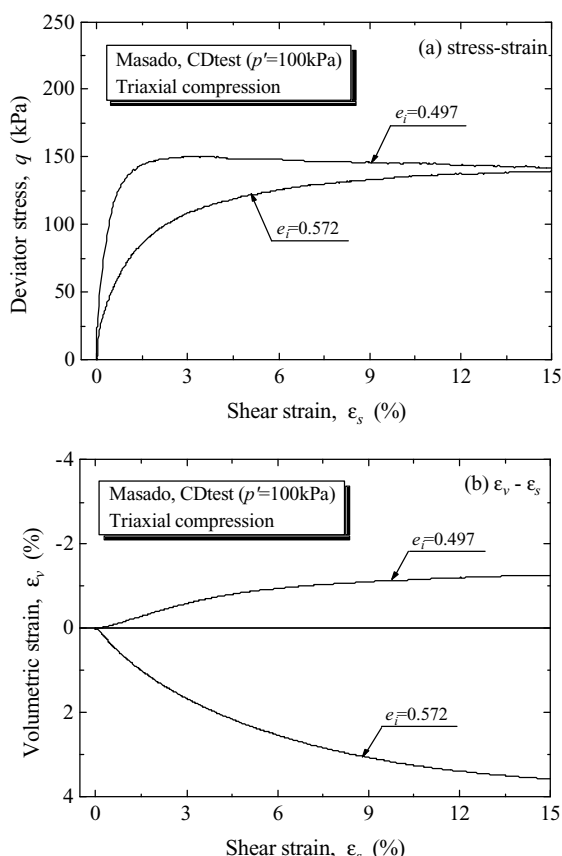 (a) stress-strain
Masado, CDtest (p'=100kPa)
Triaxial compression
250
200
150
100
50
0
Deviator stress, q (kPa)
e_i=0.497
e_i=0.572
0 3 6 9 12 15
Shear strain, ε_s (%)
(b) ε_v - ε_s
Masado, CDtest (p'=100kPa)
Triaxial compression
-4
-2
0
2
4
Volumetric strain, ε_v (%)
e_i=0.497
e_i=0.572
0 3 6 9 12 15
Shear strain, ε_s (%)